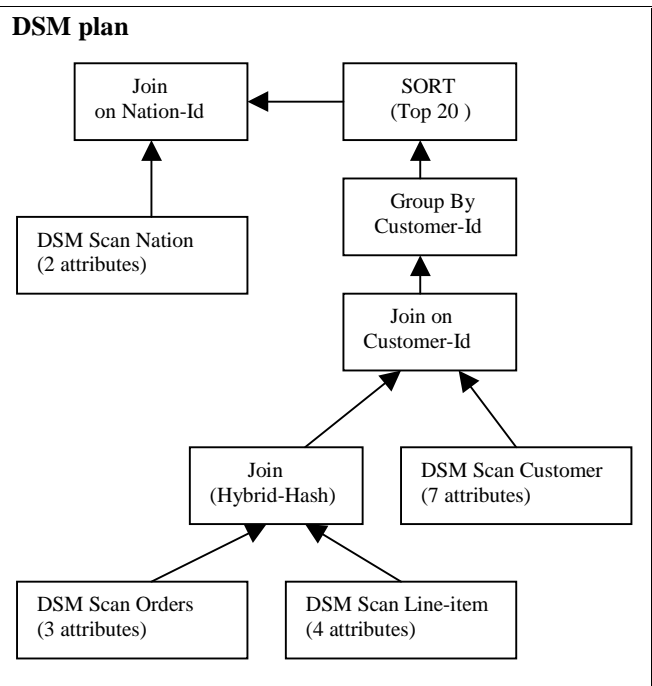 DSM plan
Join
on Nation-Id
SORT
(Top 20 )
Group By
Customer-Id
DSM Scan Nation
(2 attributes)
Join on
Customer-Id
Join
(Hybrid-Hash)
DSM Scan Customer
(7 attributes)
DSM Scan Orders
(3 attributes)
DSM Scan Line-item
(4 attributes)